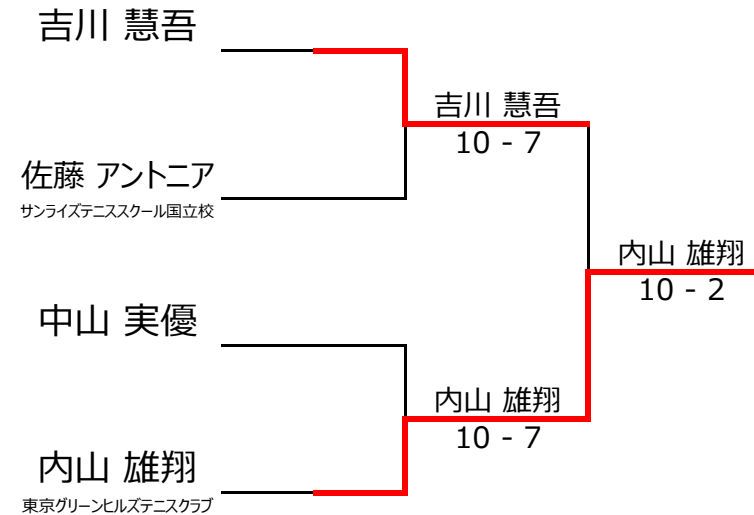 吉川 慧吾
吉川 慧吾
10 - 7
佐藤 アントニア
サンライズテニススクール国立校
内山 雄翔
10 - 2
中山 実優
内山 雄翔
10 - 7
内山 雄翔
東京グリーンヒルズテニスクラブ